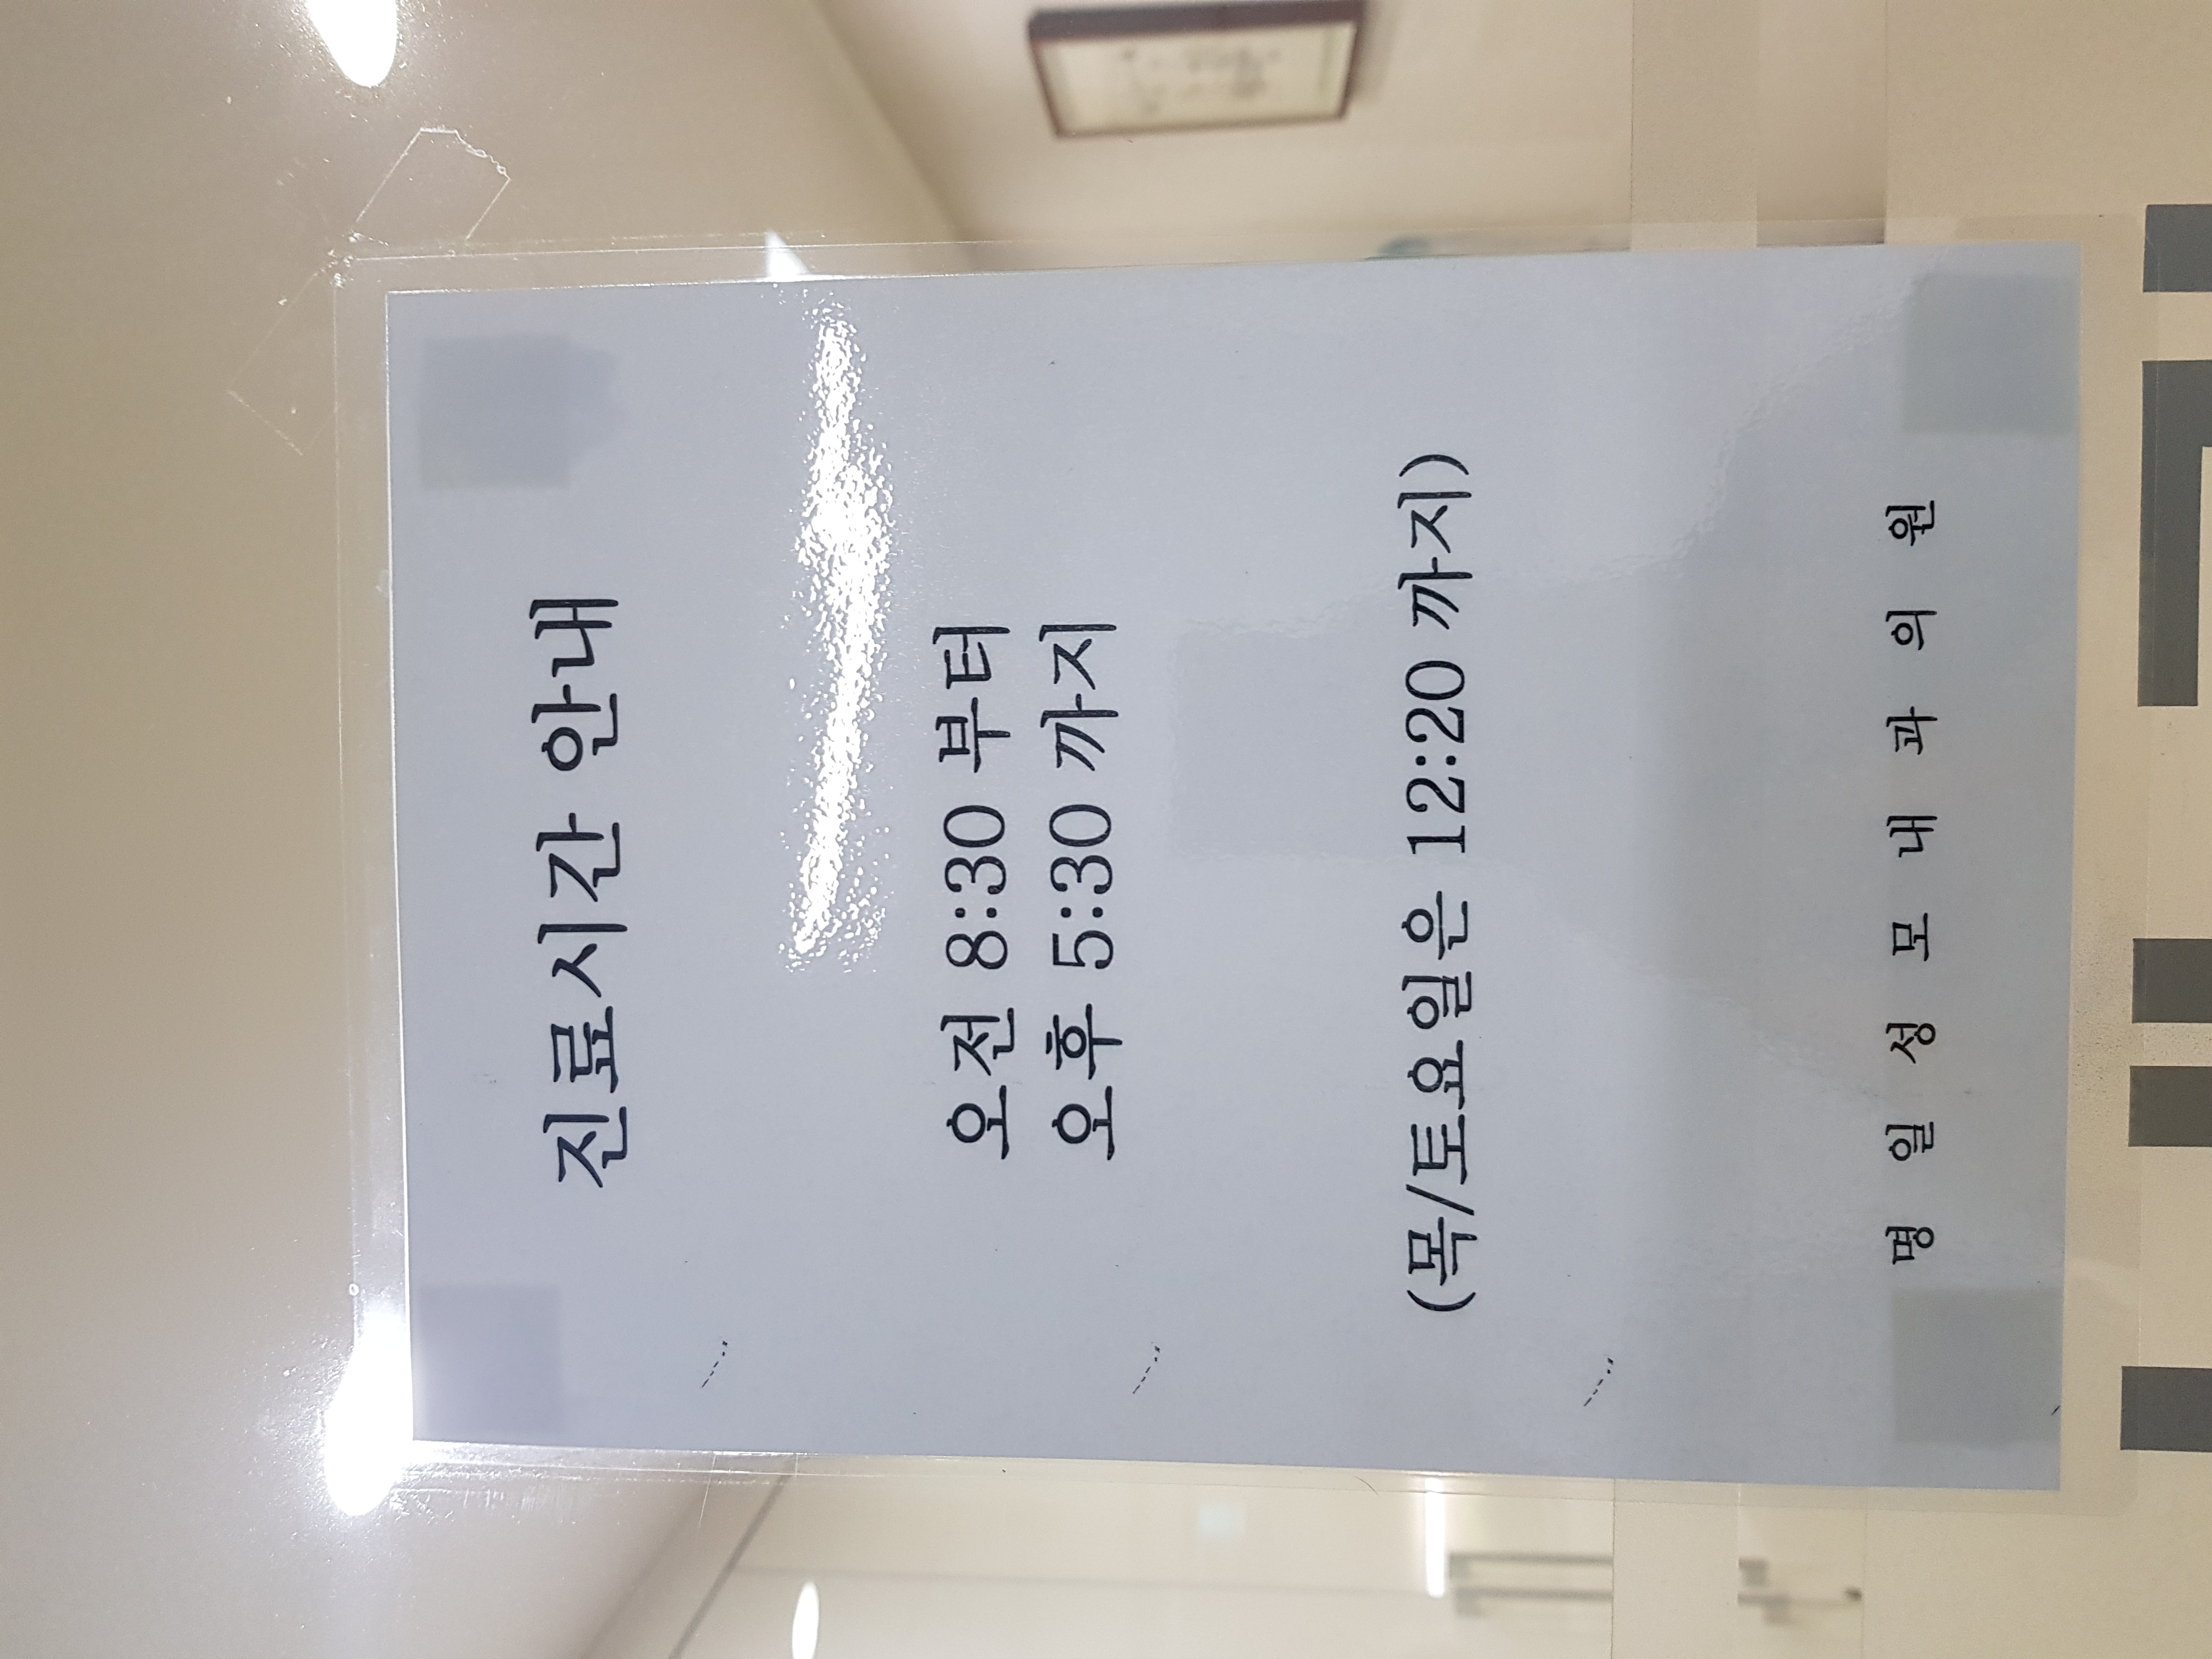 진료시간 안내
오전 8:30 부터
오후 5:30 까지
(목/토요일은 12:20 까지)
명 일 성 모 내 과 의 원